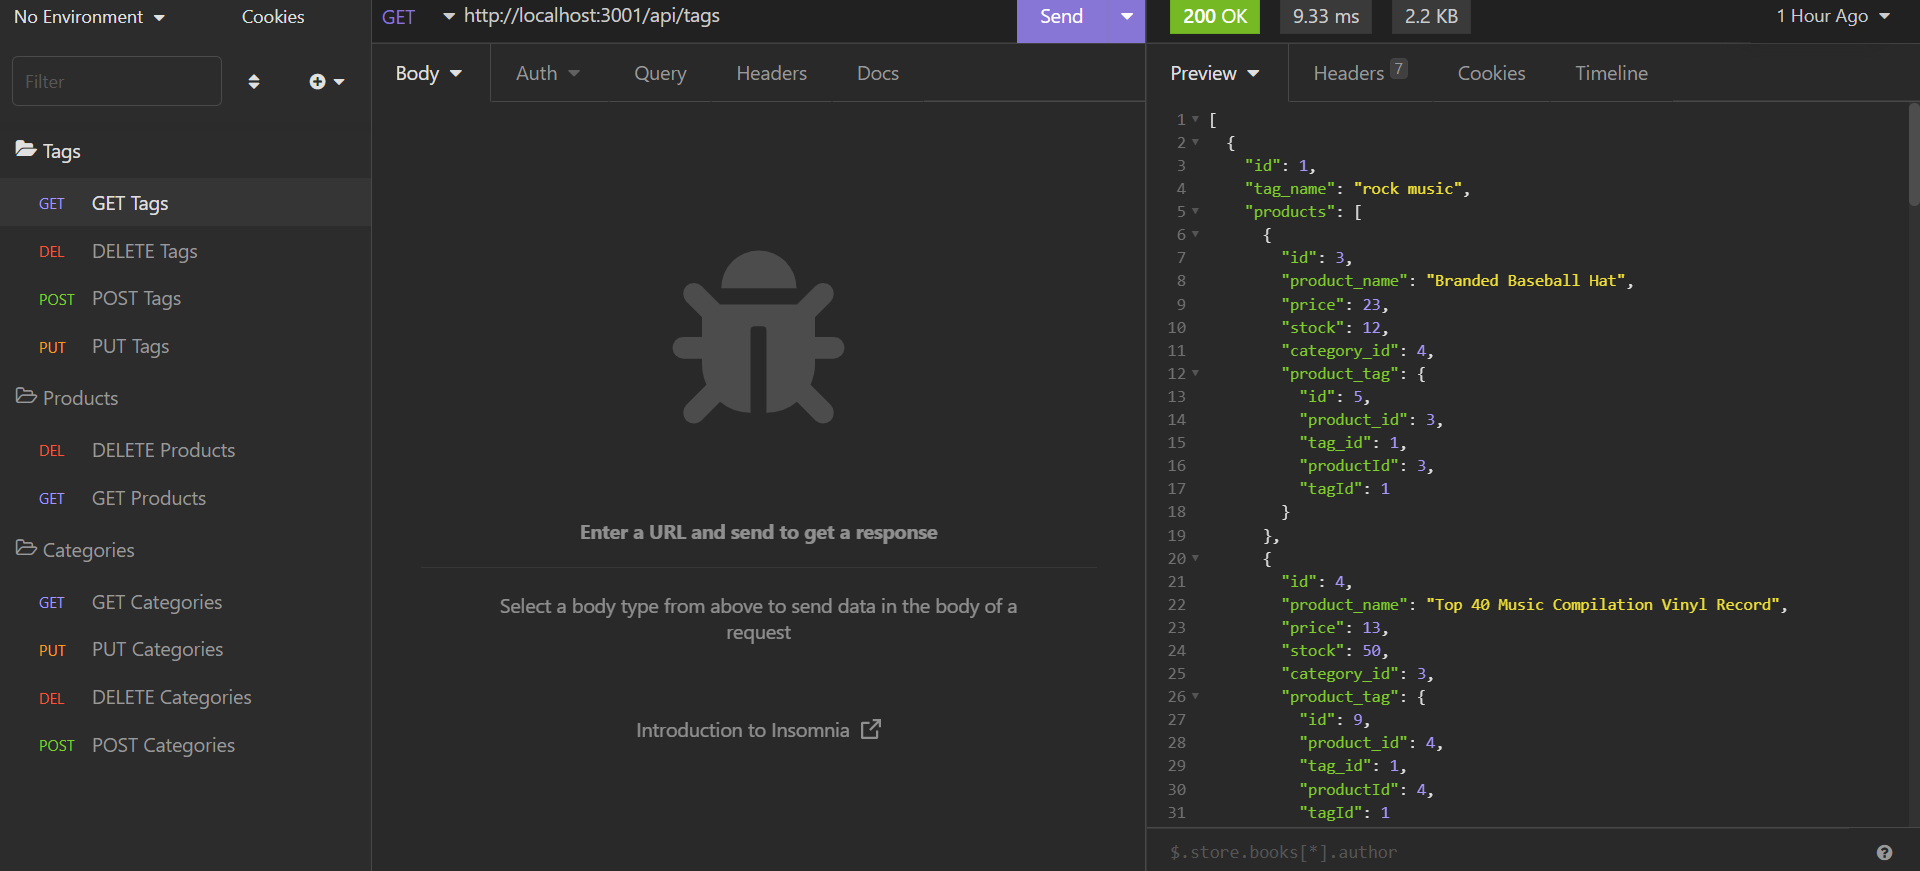 No Environment
Cookies
Filter
Tags
GET GET Tags
DEL DELETE Tags
POST POST Tags
PUT PUT Tags
Products
DEL DELETE Products
GET GET Products
Categories
GET GET Categories
PUT PUT Categories
DEL DELETE Categories
POST POST Categories
GET http://localhost:3001/api/tags Send
Body Auth Query Headers Docs
Enter a URL and send to get a response
Select a body type from above to send data in the body of a
request
Introduction to Insomnia
200 OK 9.33 ms 2.2 KB 1 Hour Ago
Preview Headers 7 Cookies Timeline
1 [
2 {
3 "id": 1,
4 "tag_name": "rock music",
5 "products": [
6 {
7 "id": 3,
8 "product_name": "Branded Baseball Hat",
9 "price": 23,
10 "stock": 12,
11 "category_id": 4,
12 "product_tag": {
13 "id": 5,
14 "product_id": 3,
15 "tag_id": 1,
16 "productId": 3,
17 "tagId": 1
18 }
19 },
20 {
21 "id": 4,
22 "product_name": "Top 40 Music Compilation Vinyl Record",
23 "price": 13,
24 "stock": 50,
25 "category_id": 3,
26 "product_tag": {
27 "id": 9,
28 "product_id": 4,
29 "tag_id": 1,
30 "productId": 4,
31 "tagId": 1
$.store.books[*].author